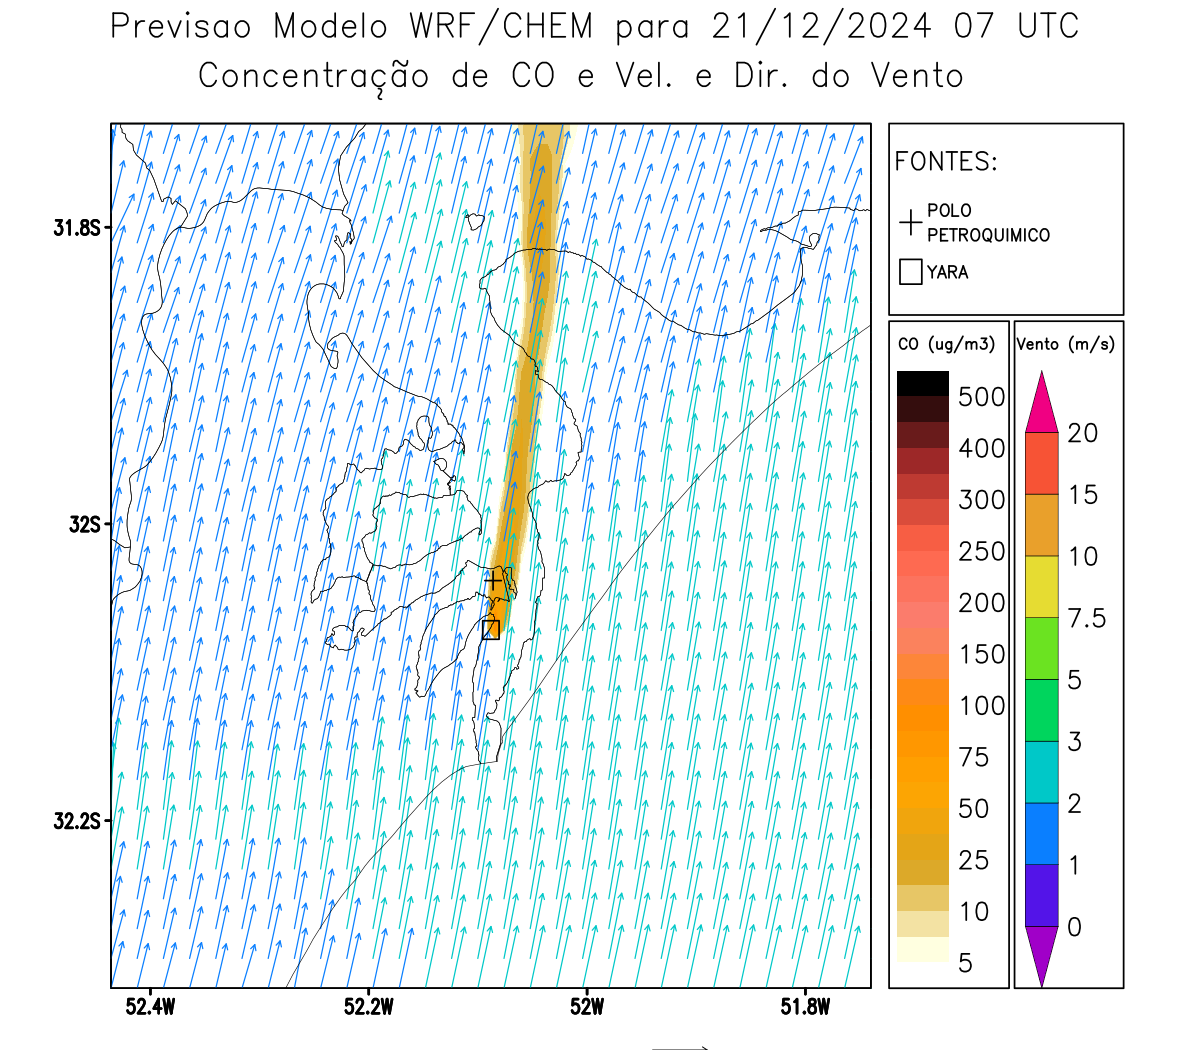 Previsao Modelo WRF/CHEM para 21/12/2024 07 UTC
Concentração de CO e Vel. e Dir. do Vento
FONTES:
POLO
PETROQUIMICO
YARA
CO (ug/m3)
500
400
300
250
200
150
100
75
50
25
10
5
Vento (m/s)
20
15
10
7.5
5
3
2
1
0
31.8S
32S
32.2S
52.4W
52.2W
52W
51.8W